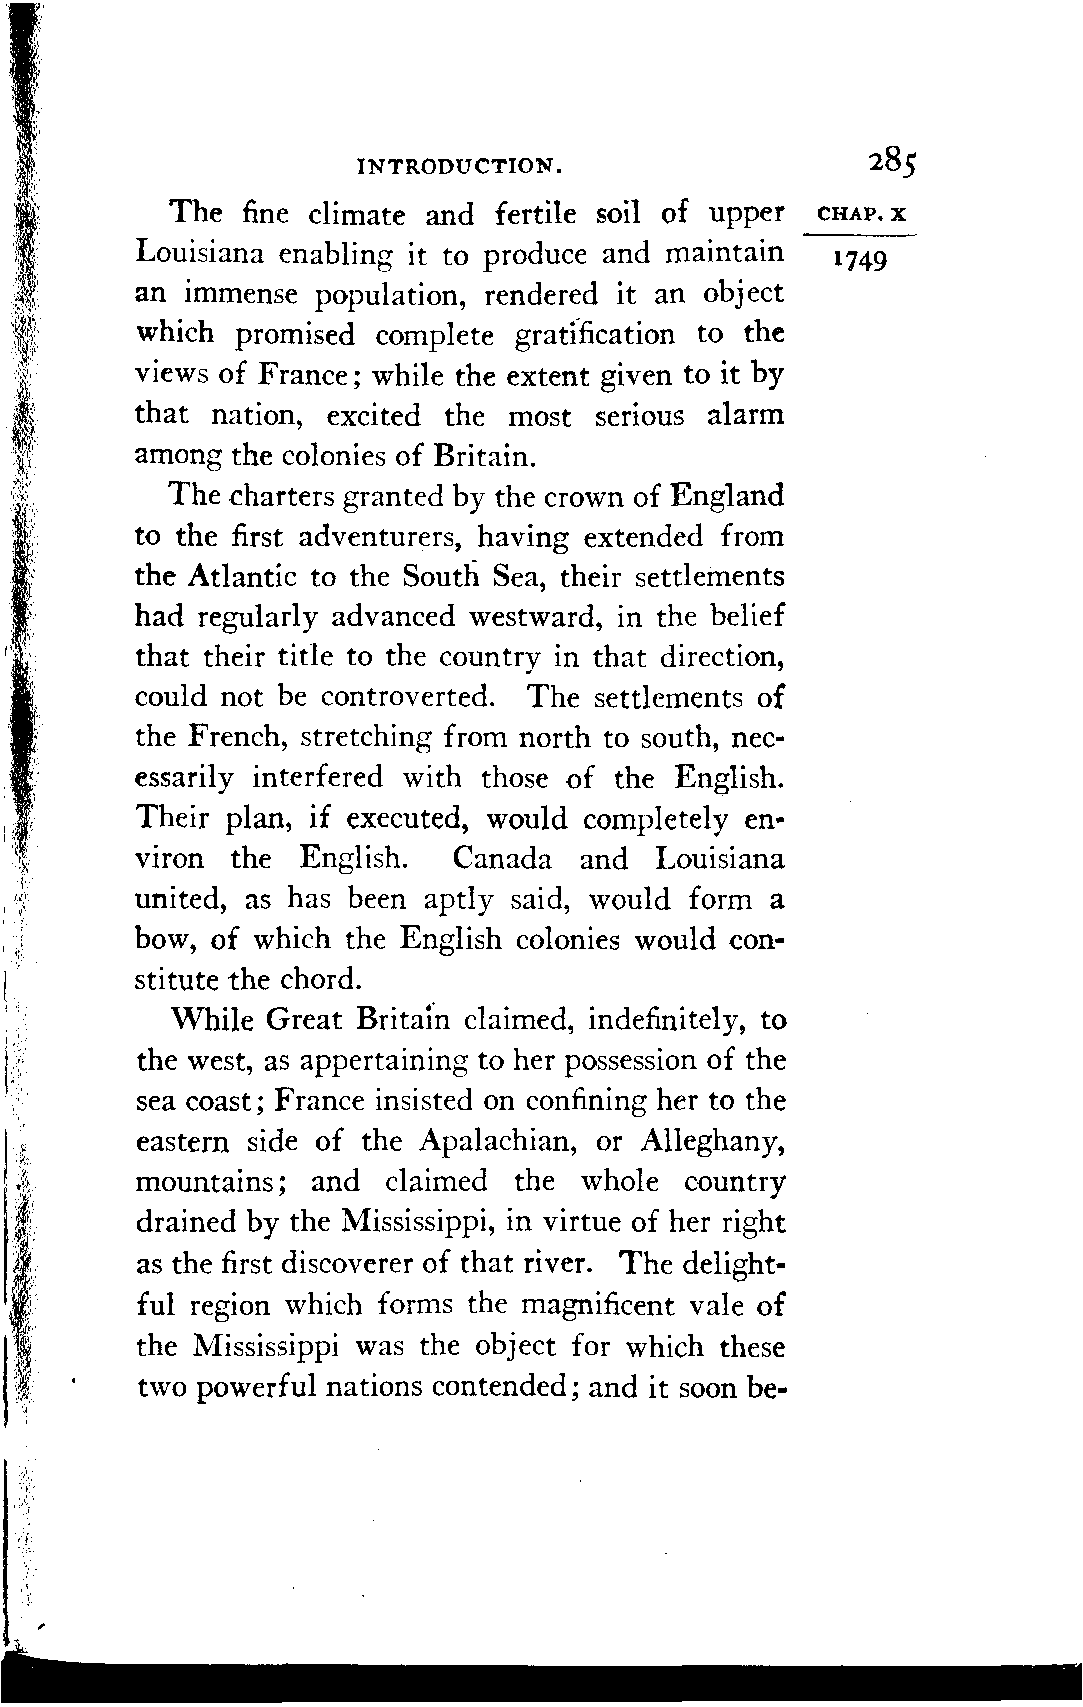 INTRODUCTION. 285
The fine climate and fertile soil of upper CHAP. X
Louisiana enabling it to produce and maintain 1749
an immense population, rendered it an object
which promised complete gratification to the
views of France; while the extent given to it by
that nation, excited the most serious alarm
among the colonies of Britain.
The charters granted by the crown of England
to the first adventurers, having extended from
the Atlantic to the South Sea, their settlements
had regularly advanced westward, in the belief
that their title to the country in that direction,
could not be controverted. The settlements of
the French, stretching from north to south, nec-
essarily interfered with those of the English.
Their plan, if executed, would completely en-
viron the English. Canada and Louisiana
united, as has been aptly said, would form a
bow, of which the English colonies would con-
stitute the chord.
While Great Britain claimed, indefinitely, to
the west, as appertaining to her possession of the
sea coast; France insisted on confining her to the
eastern side of the Apalachian, or Alleghany,
mountains; and claimed the whole country
drained by the Mississippi, in virtue of her right
as the first discoverer of that river. The delight-
ful region which forms the magnificent vale of
the Mississippi was the object for which these
two powerful nations contended; and it soon be-